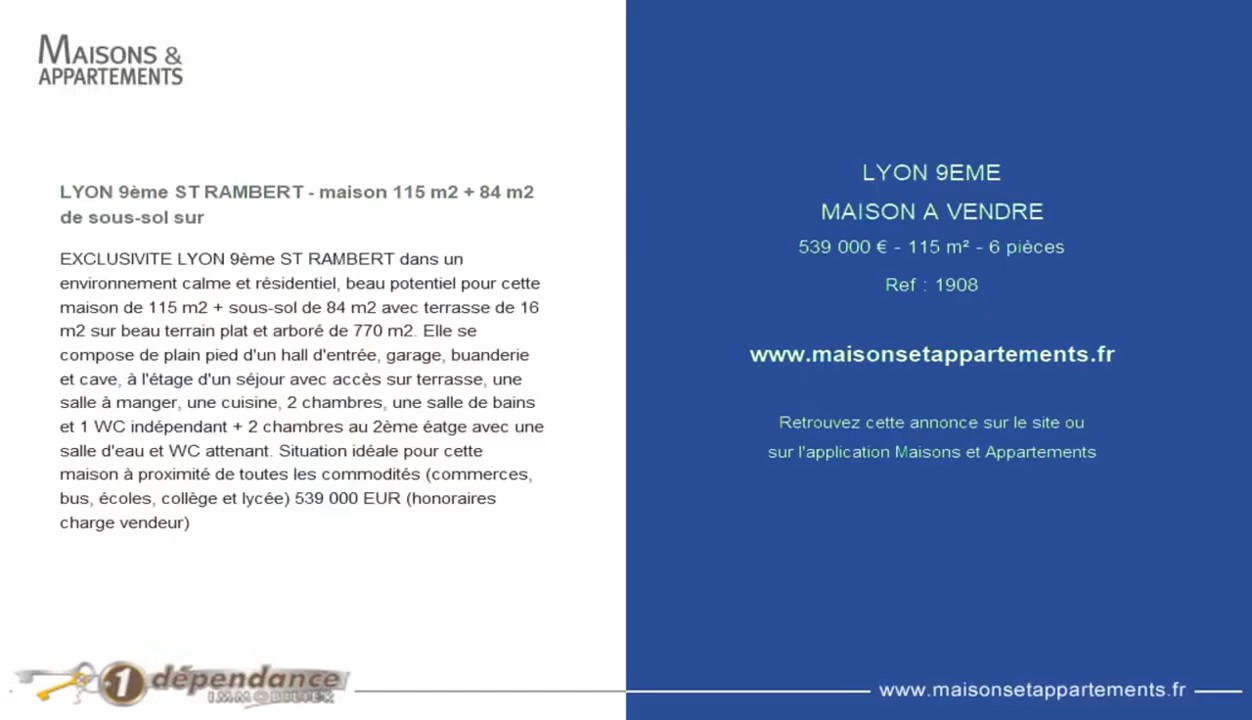 MAISONS &
APPARTEMENTS
LYON 9ème ST RAMBERT - maison 115 m2 + 84 m2
de sous-sol sur
EXCLUSIVITE LYON 9ème ST RAMBERT dans un
environnement calme et résidentiel, beau potentiel pour cette
maison de 115 m2 + sous-sol de 84 m2 avec terrasse de 16
m2 sur beau terrain plat et arboré de 770 m2. Elle se
compose de plain pied d'un hall d'entrée, garage, buanderie
et cave, à l'étage d'un séjour avec accès sur terrasse, une
salle à manger, une cuisine, 2 chambres, une salle de bains
et 1 WC indépendant + 2 chambres au 2ème éatge avec une
salle d'eau et WC attenant. Situation idéale pour cette
maison à proximité de toutes les commodités (commerces,
bus, écoles, collège et lycée) 539 000 EUR (honoraires
charge vendeur)
LYON 9EME
MAISON A VENDRE
539 000 € - 115 m² - 6 pièces
Ref : 1908
www.maisonsetappartements.fr
Retrouvez cette annonce sur le site ou
sur l'application Maisons et Appartements
1 dépendance
IMMOBILIER
www.maisonsetappartements.fr